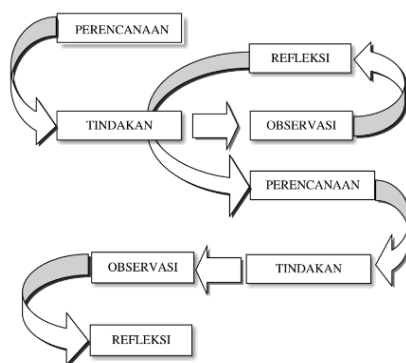 PERENCANAAN
REFLEKSI
TINDAKAN
OBSERVASI
PERENCANAAN
OBSERVASI
TINDAKAN
REFLEKSI